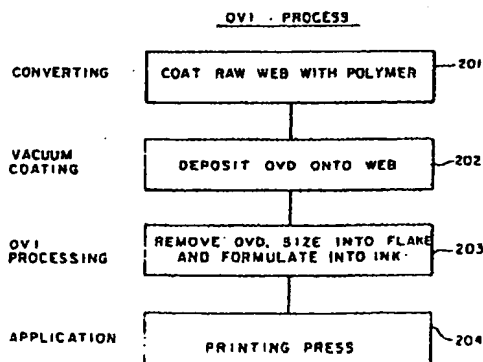 OVI PROCESS
CONVERTING
COAT RAW WEB WITH POLYMER
201
VACUUM
COATING
DEPOSIT OVD ONTO WEB
202
OVI
PROCESSING
REMOVE OVD, SIZE INTO FLAKE
AND FORMULATE INTO INK.
203
APPLICATION
PRINTING PRESS
204